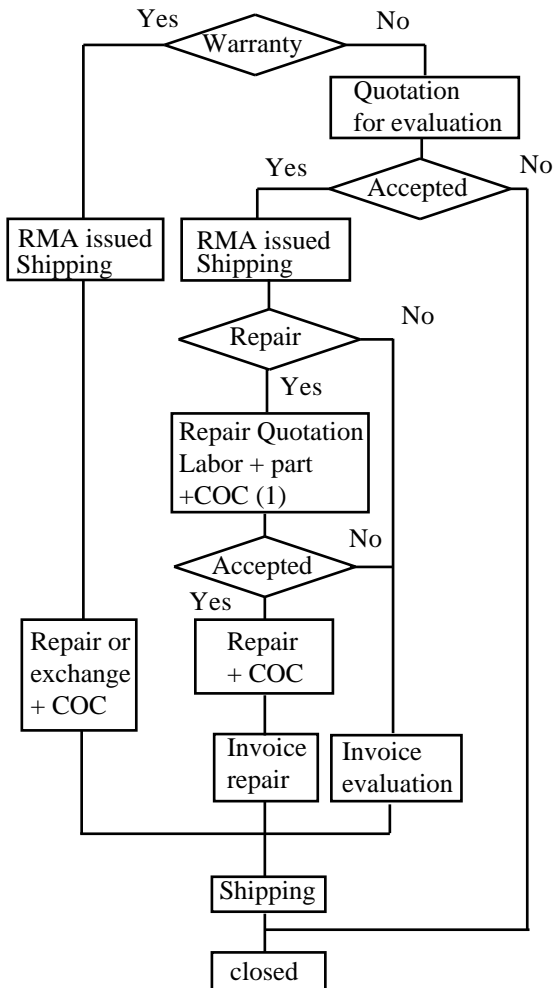 Yes
No
Warranty
Quotation
for evaluation
Yes
No
Accepted
RMA issued
Shipping
RMA issued
Shipping
No
Repair
Yes
Repair Quotation
Labor + part
+COC (1)
No
Accepted
Yes
Repair or
exchange
+ COC
Repair
+ COC
Invoice
repair
Invoice
evaluation
Shipping
closed